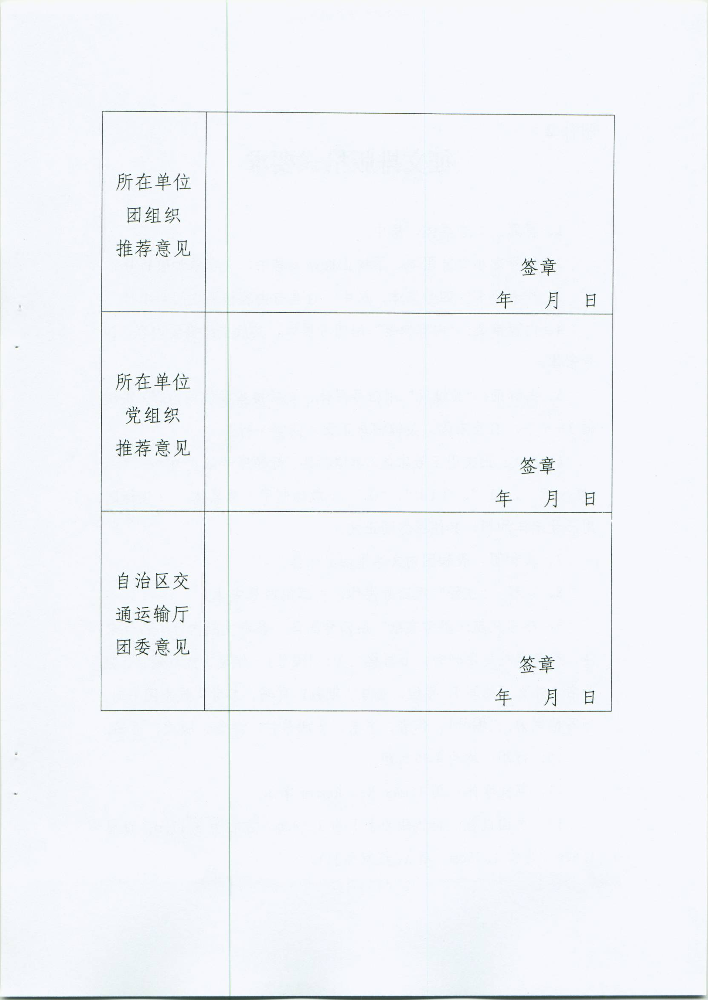 所在单位
团组织
推荐意见
签章
年 月 日
所在单位
党组织
推荐意见
签章
年 月 日
自治区交
通运输厅
团委意见
签章
年 月 日